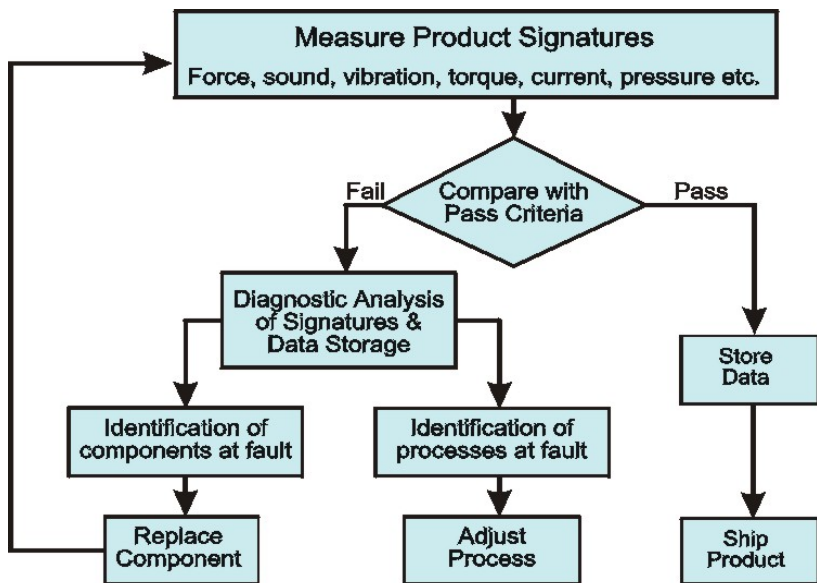 Measure Product Signatures
Force, sound, vibration, torque, current, pressure etc.
Fail
Compare with
Pass Criteria
Pass
Diagnostic Analysis
of Signatures &
Data Storage
Store
Data
Identification of
components at fault
Identification of
processes at fault
Replace
Component
Adjust
Process
Ship
Product